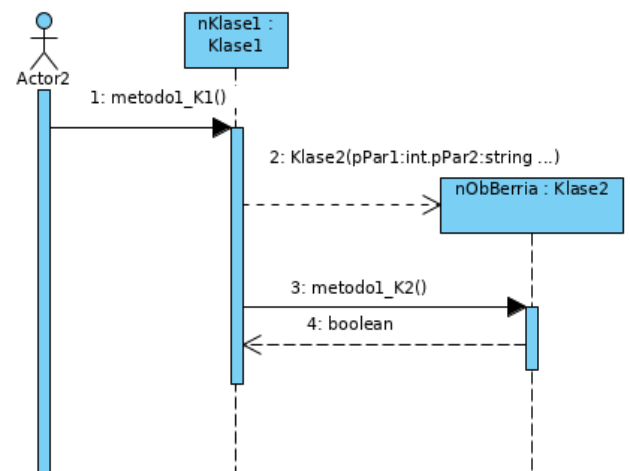 nKlase1 :
Klase1
Actor2
1: metodo1_K1()
2: Klase2(pPar1:int.pPar2:string ...)
nObBerria : Klase2
3: metodo1_K2()
4: boolean